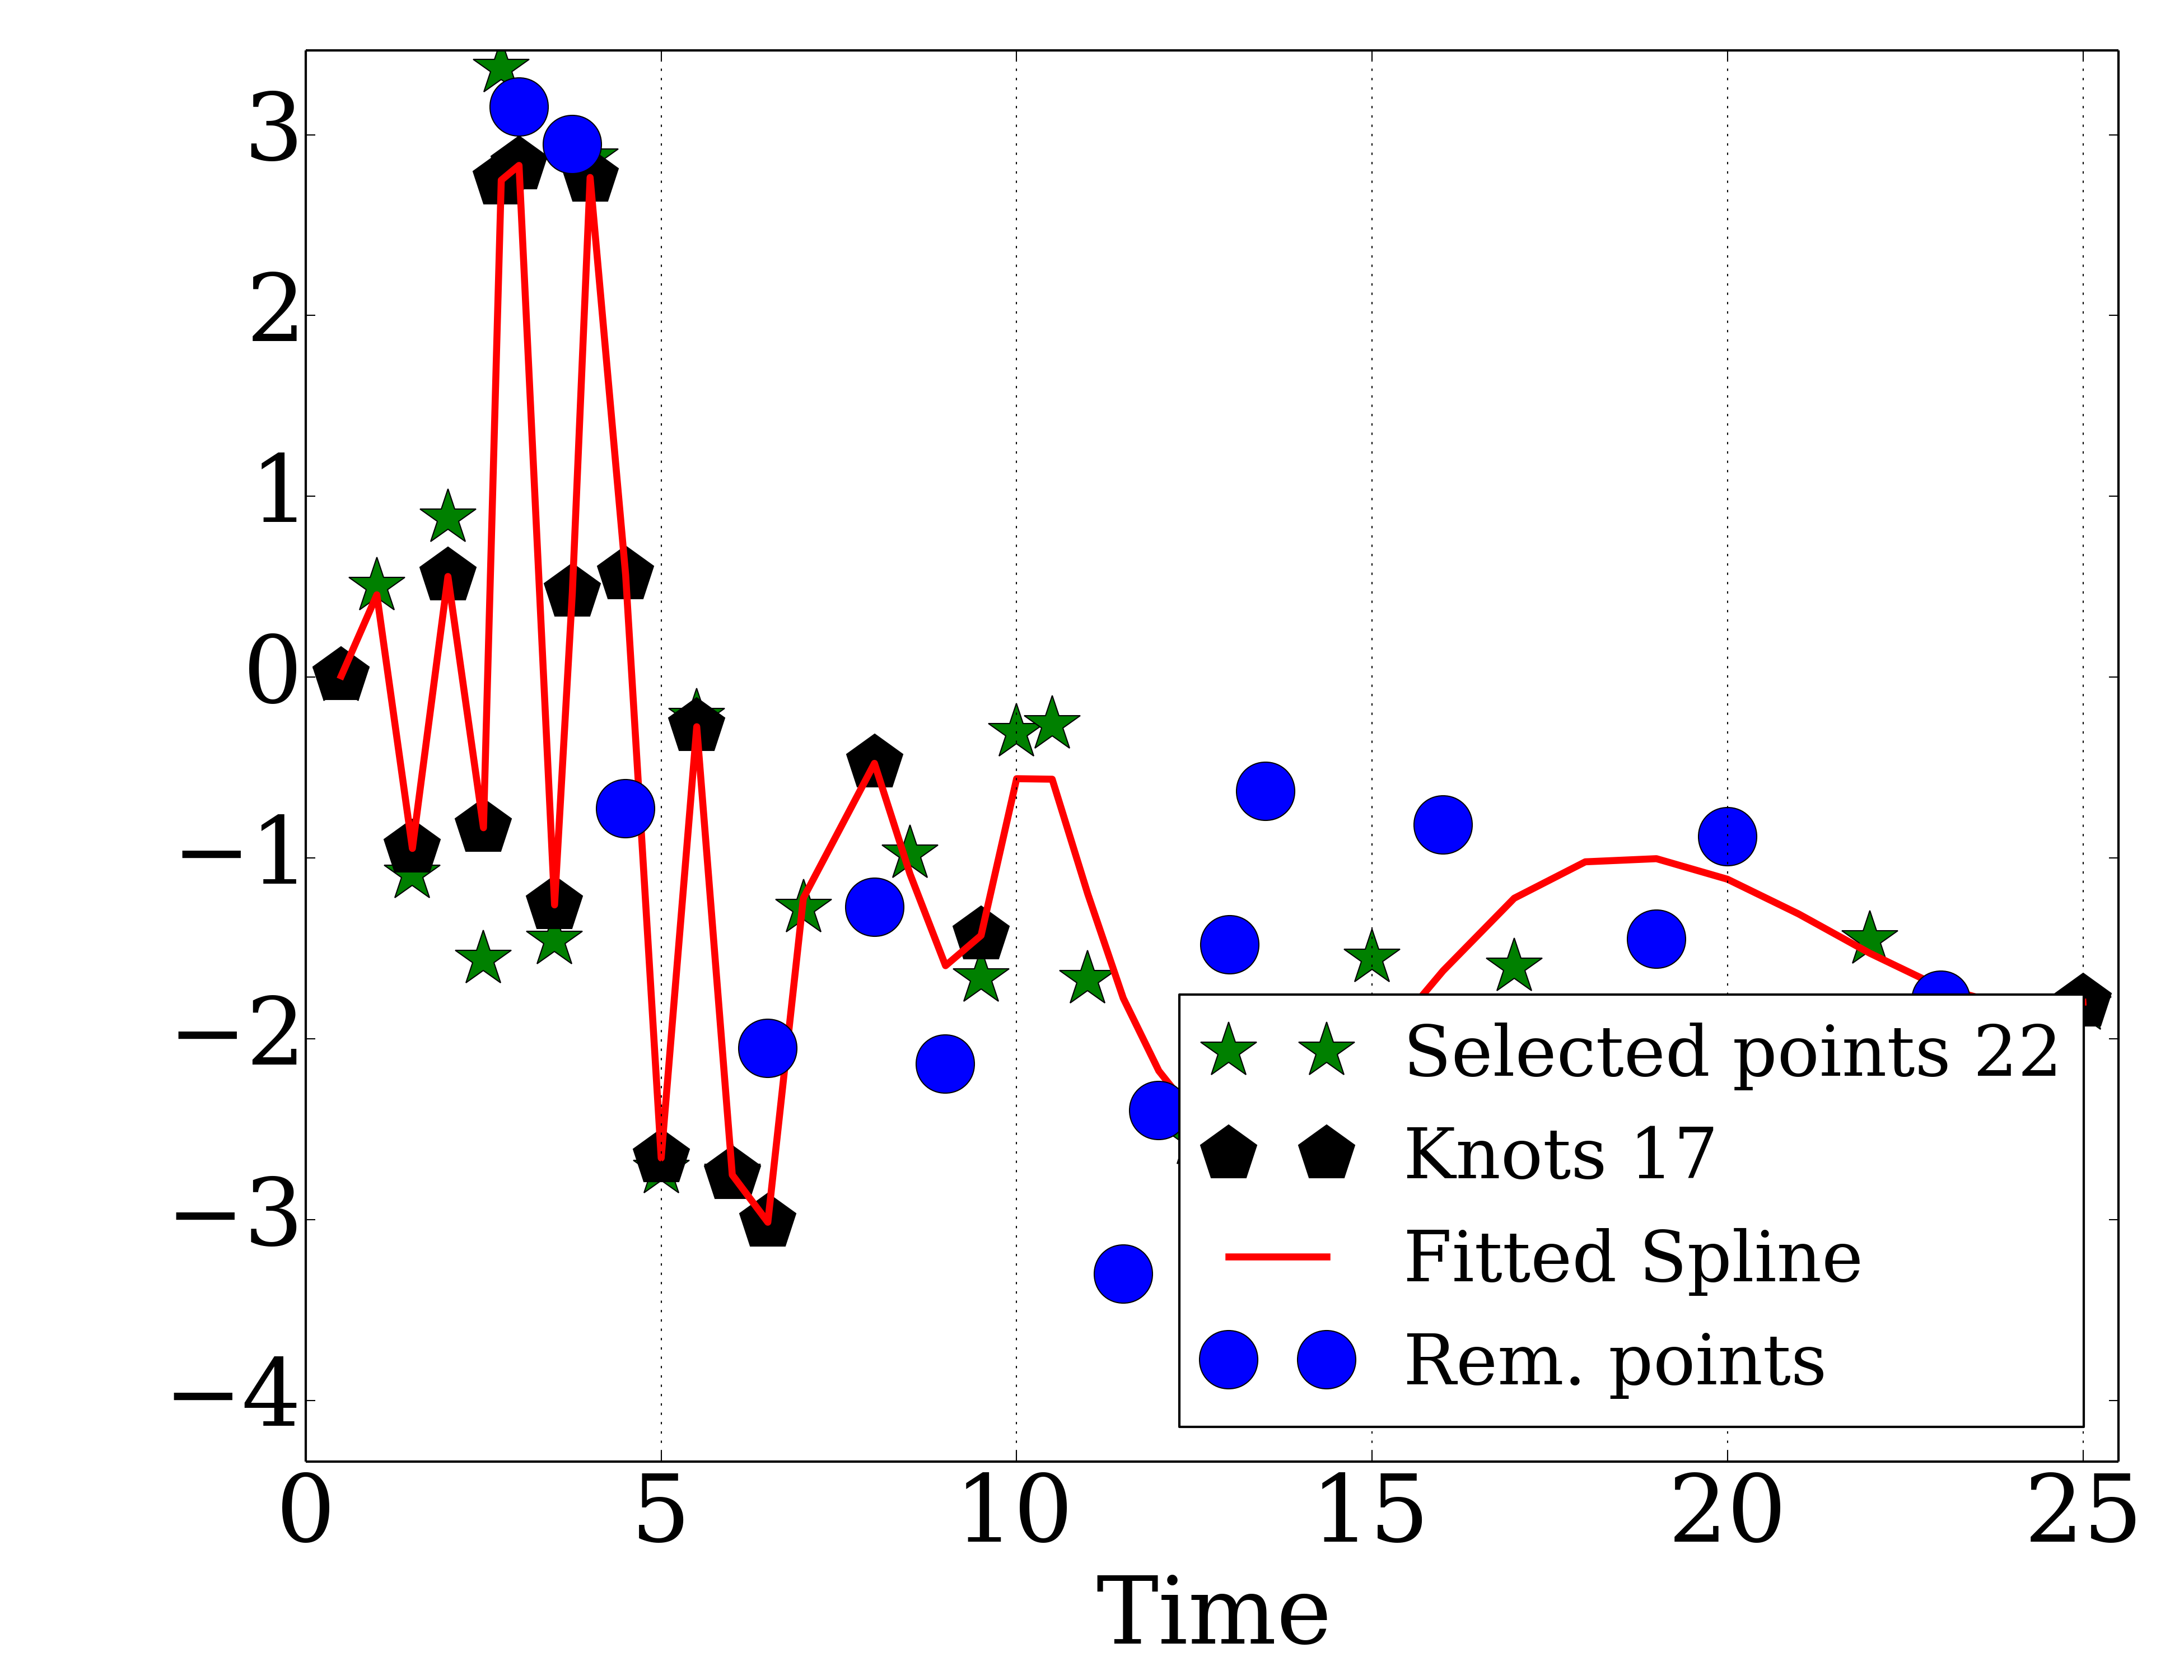 3
2
1
0
−1
−2
−3
−4
0 5 10 15 20 25
Time
Selected points 22
Knots 17
Fitted Spline
Rem. points